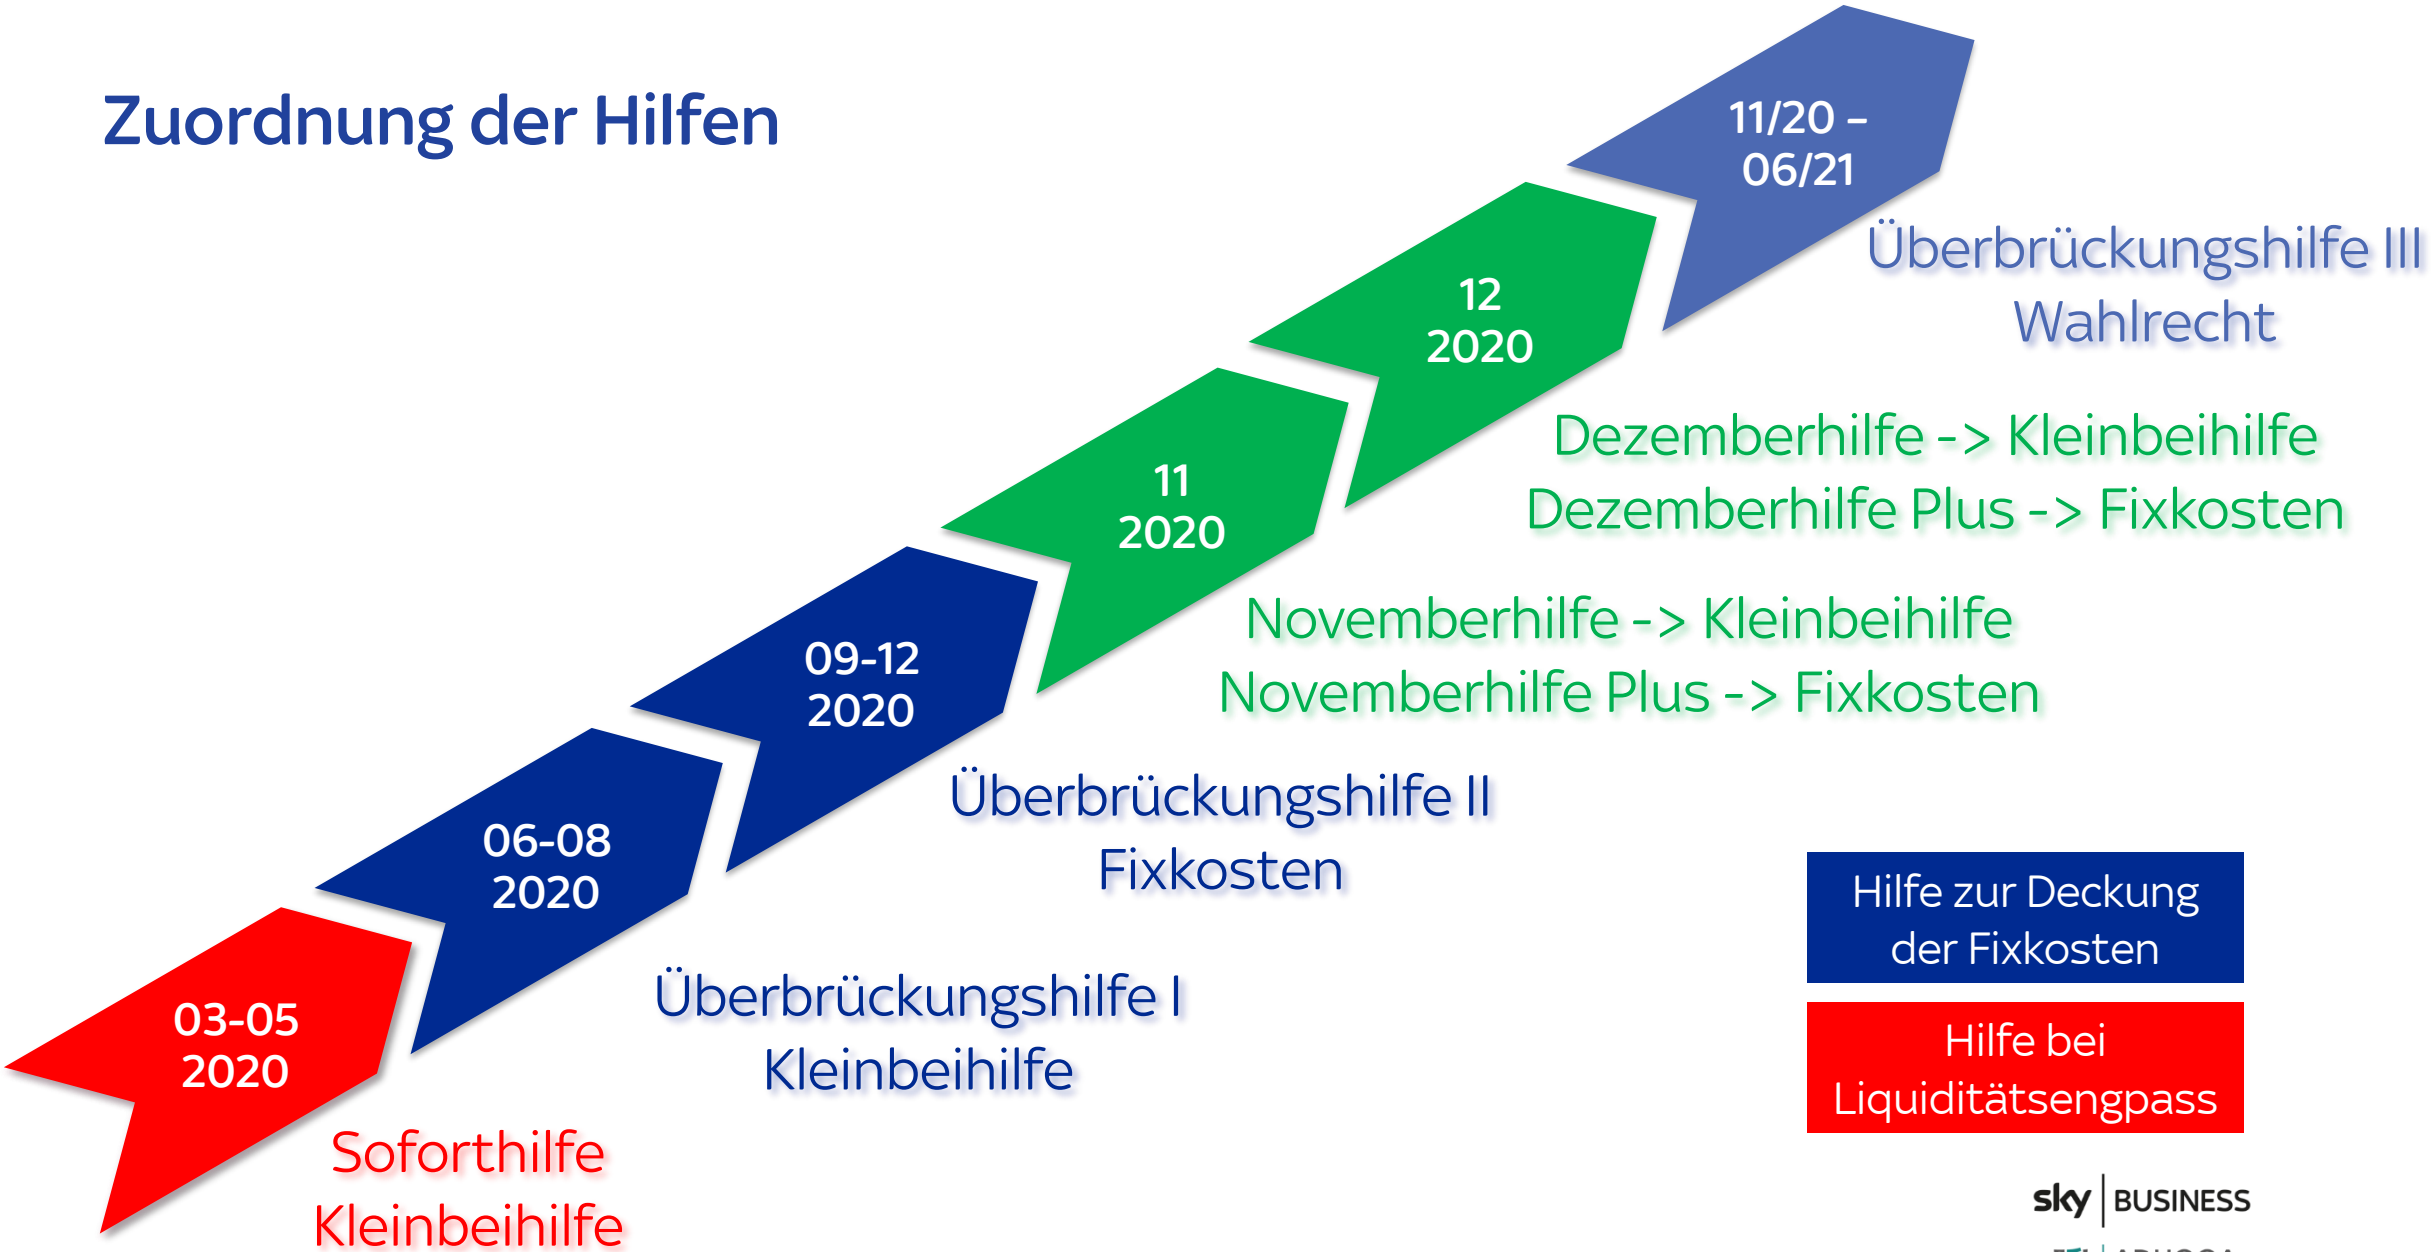 Zuordnung der Hilfen
11/20 –
06/21
Überbrückungshilfe III
Wahlrecht
12
2020
Dezemberhilfe -> Kleinbeihilfe
Dezemberhilfe Plus -> Fixkosten
11
2020
Novemberhilfe -> Kleinbeihilfe
Novemberhilfe Plus -> Fixkosten
09-12
2020
Überbrückungshilfe II
Fixkosten
06-08
2020
Überbrückungshilfe I
Kleinbeihilfe
03-05
2020
Soforthilfe
Kleinbeihilfe
Hilfe zur Deckung
der Fixkosten
Hilfe bei
Liquiditätsengpass
sky BUSINESS